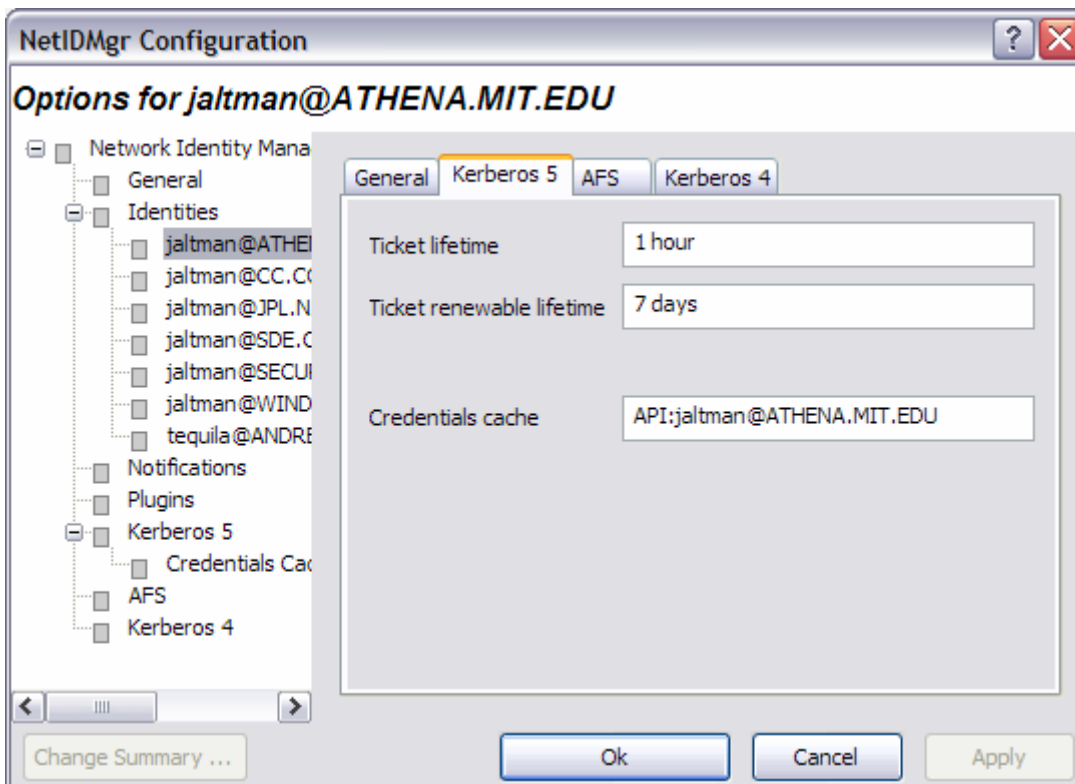 NetIDMgr Configuration
Options for jaltman@ATHENA.MIT.EDU
Network Identity Mana
General
Identities
jaltman@ATHE
jaltman@CC.C
jaltman@JPL.N
jaltman@SDE.
jaltman@SECU
jaltman@WIND
tequila@ANDRE
Notifications
Plugins
Kerberos 5
Credentials Cac
AFS
Kerberos 4
General Kerberos 5 AFS Kerberos 4
Ticket lifetime 1 hour
Ticket renewable lifetime 7 days
Credentials cache API:jaltman@ATHENA.MIT.EDU
Change Summary ... Ok Cancel Apply